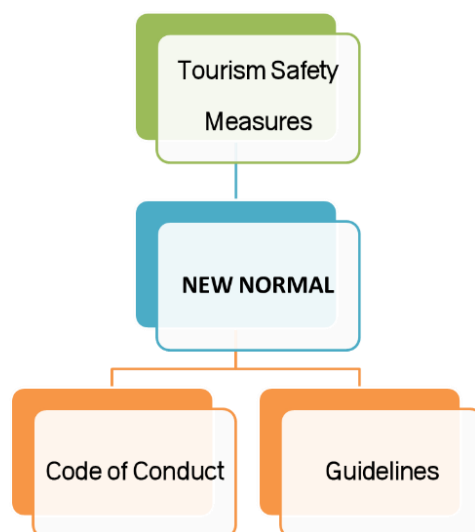 Tourism Safety
Measures
NEW NORMAL
Code of Conduct
Guidelines